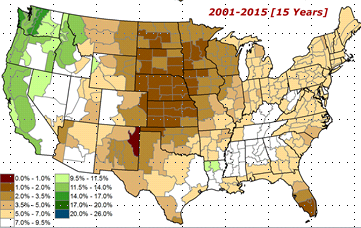 2001-2015 [15 Years]
0.0% - 1.0% 9.5% - 11.5%
1.0% - 2.0% 11.5% - 14.0%
2.0% - 3.5% 14.0% - 17.0%
3.5% - 5.0% 17.0% - 20.0%
5.0% - 7.0% 20.0% - 26.0%
7.0% - 9.5%